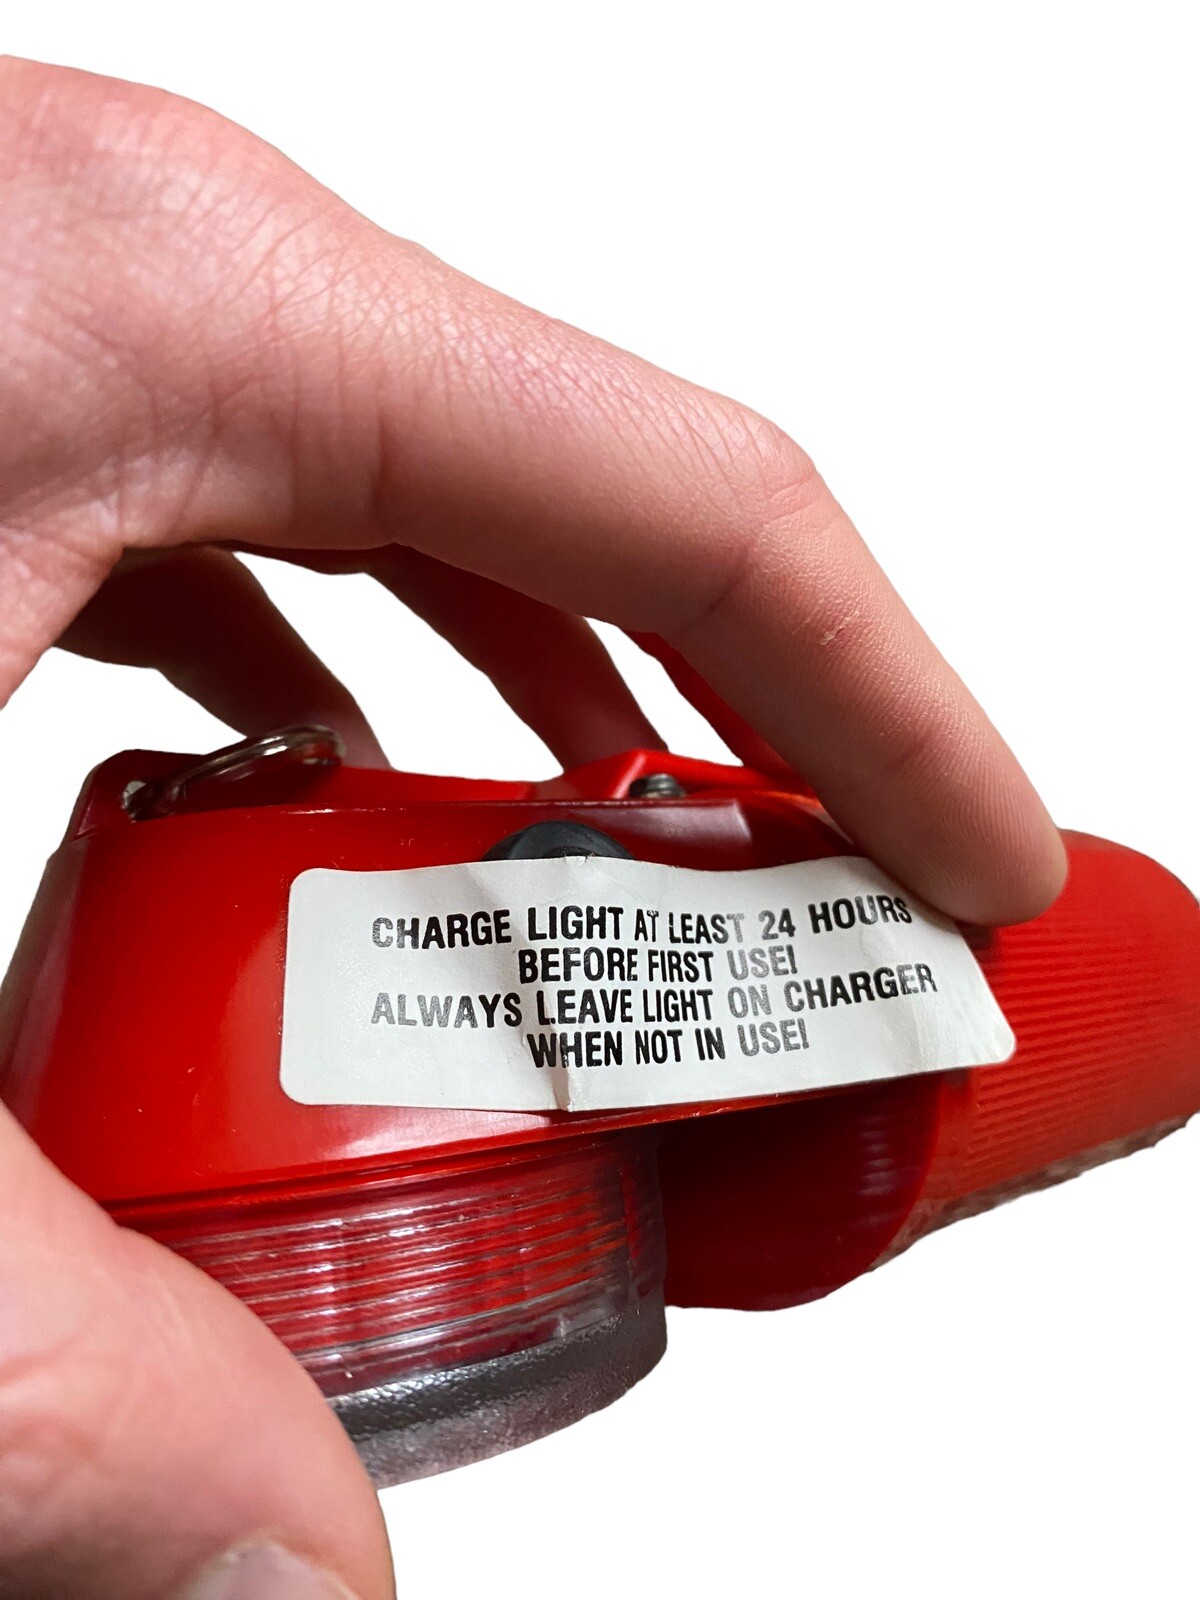 CHARGE LIGHT AT LEAST 24 HOURS
BEFORE FIRST USE!
ALWAYS LEAVE LIGHT ON CHARGER
WHEN NOT IN USE!